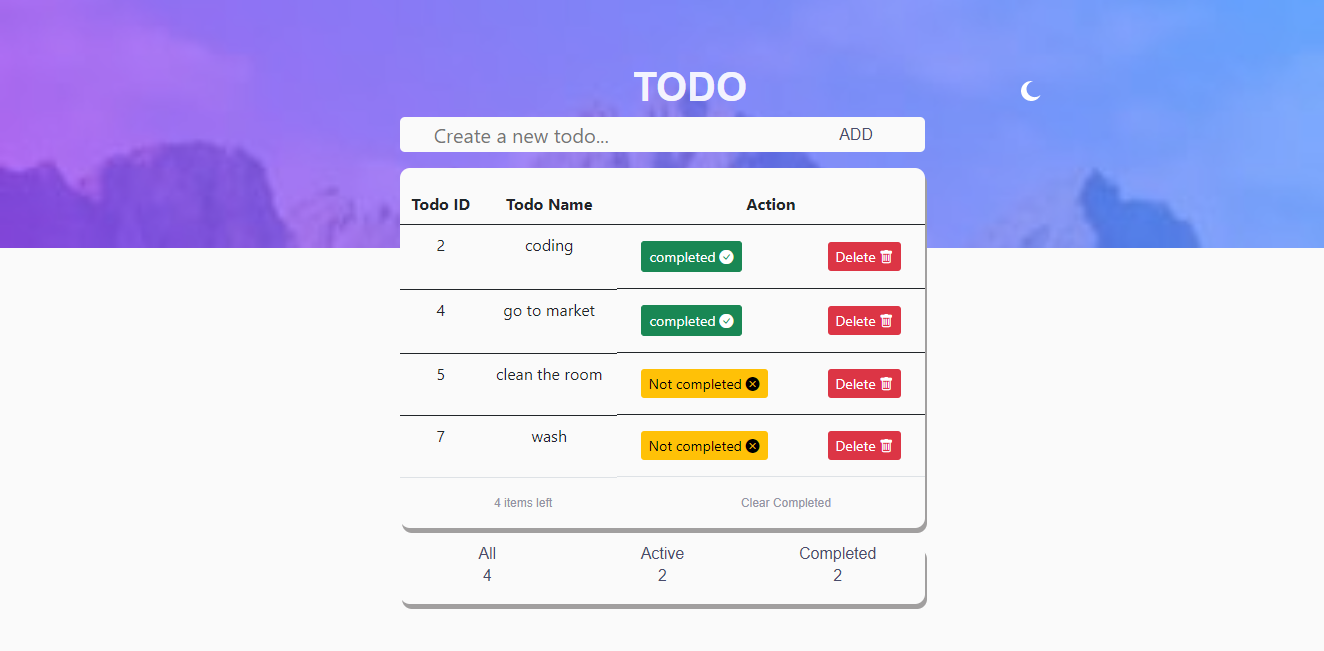 TODO
Create a new todo... ADD
Todo ID Todo Name Action
2 coding completed Delete
4 go to market completed Delete
5 clean the room Not completed Delete
7 wash Not completed Delete
4 items left Clear Completed
All Active Completed
4 2 2